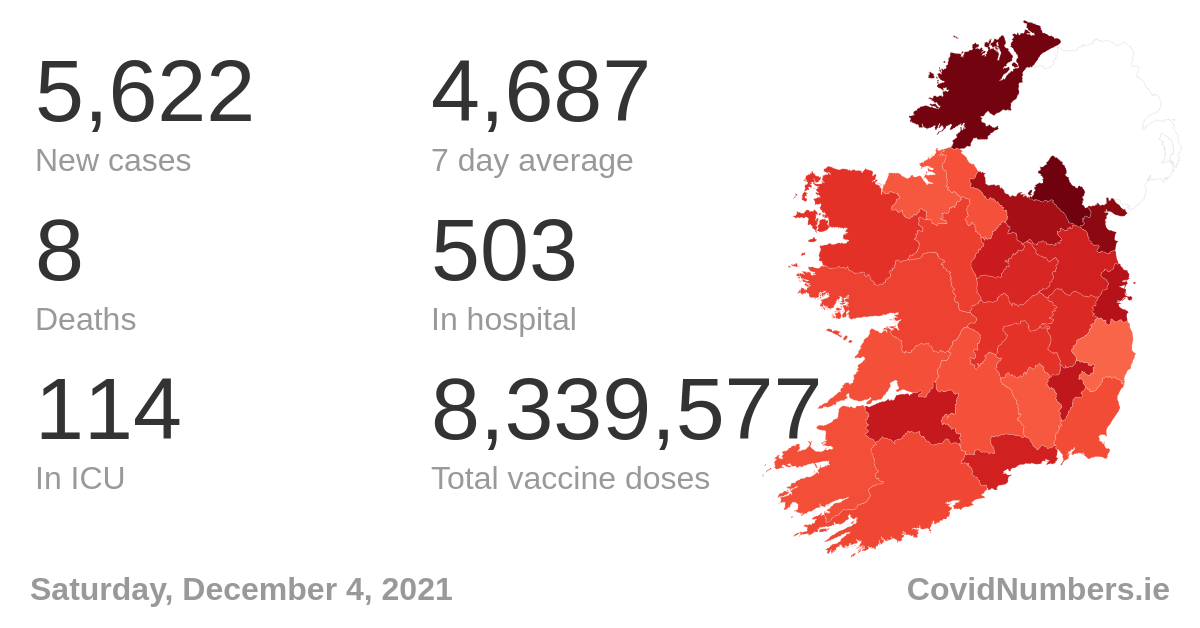 5,622
New cases
4,687
7 day average
8
Deaths
503
In hospital
114
In ICU
8,339,577
Total vaccine doses
Saturday, December 4, 2021
CovidNumbers.ie